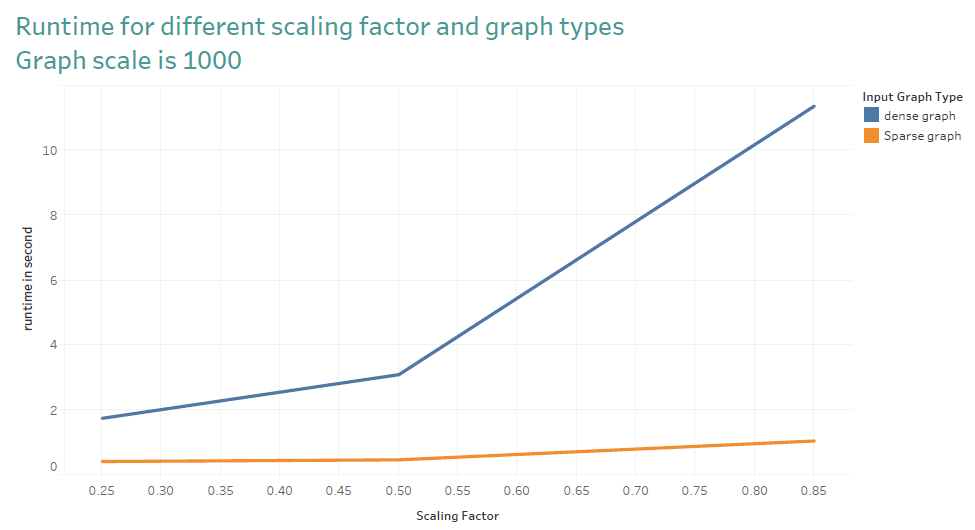 Runtime for different scaling factor and graph types
Graph scale is 1000
Input Graph Type
dense graph
Sparse graph
runtime in second
10
8
6
4
2
0
0.25 0.30 0.35 0.40 0.45 0.50 0.55 0.60 0.65 0.70 0.75 0.80 0.85
Scaling Factor